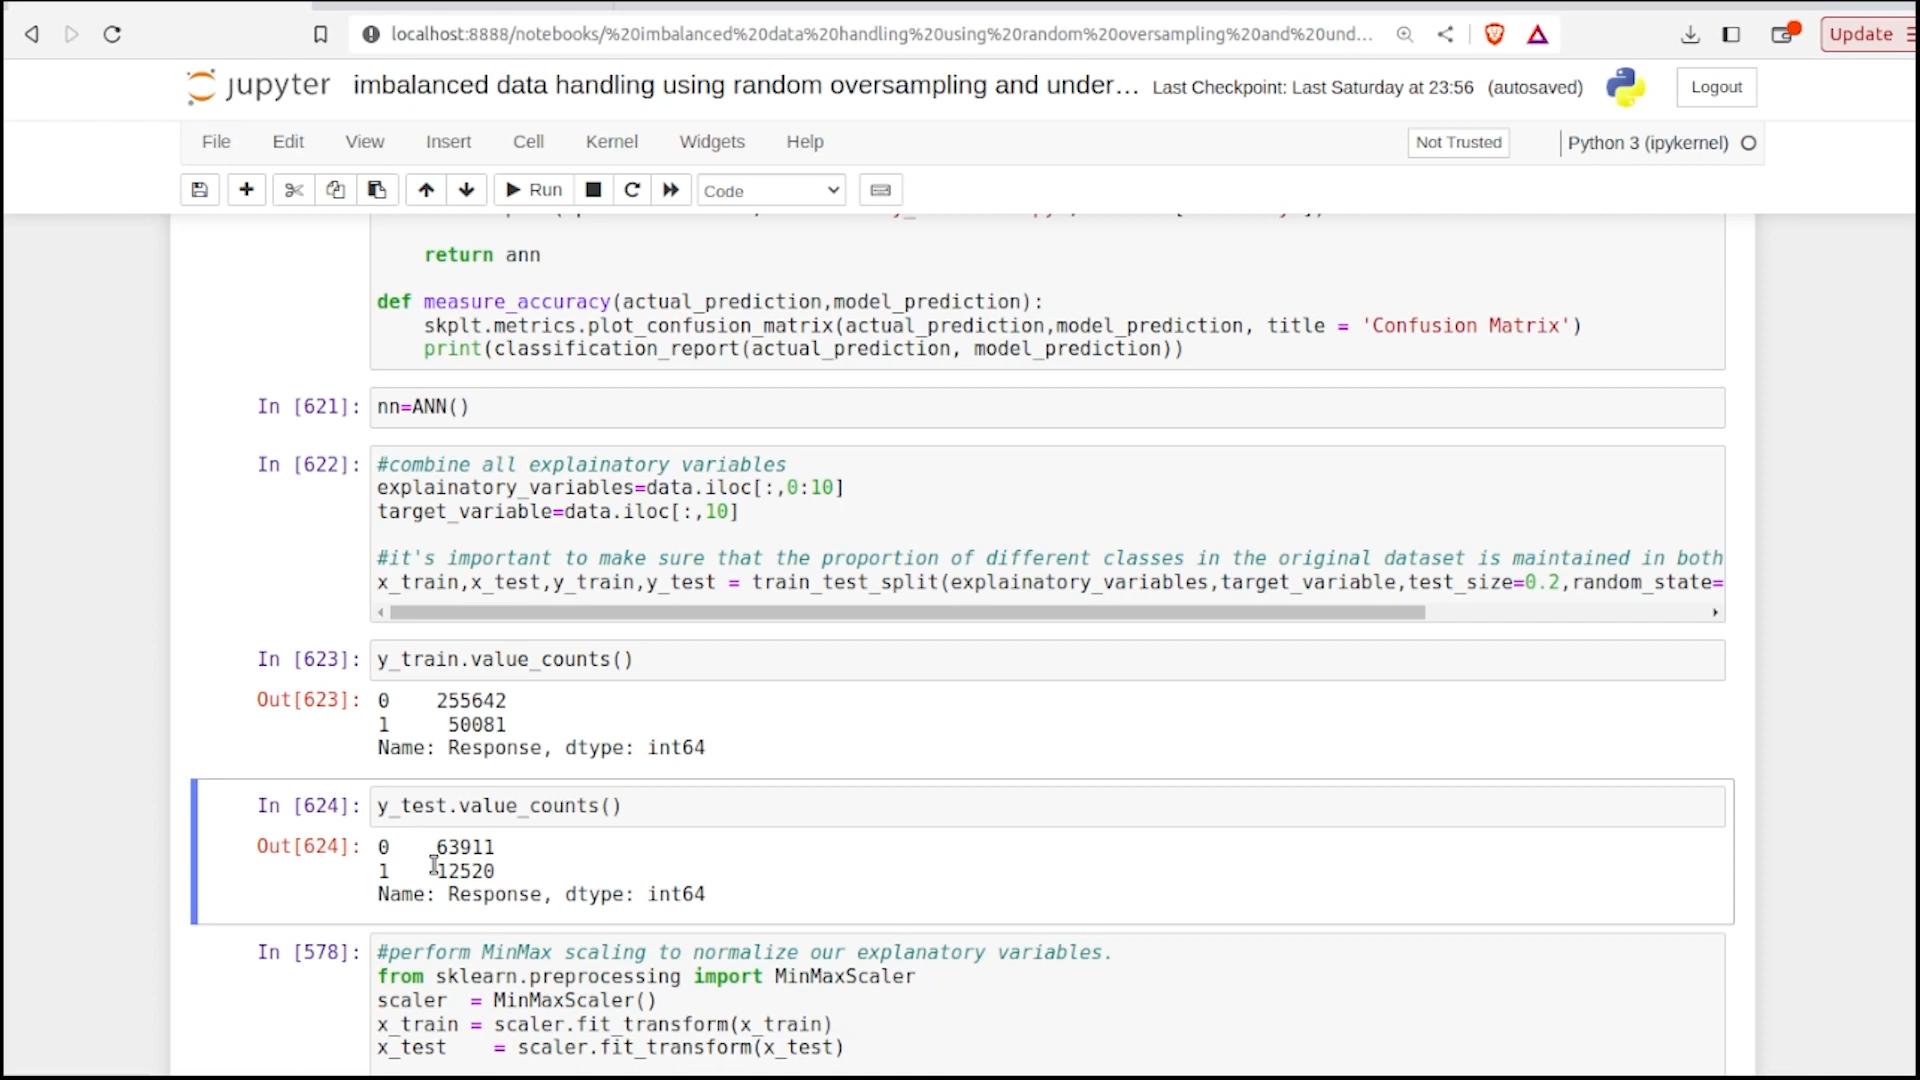 localhost:8888/notebooks/%20imbalanced%20data%20handling%20using%20random%20oversampling%20and%20und...
Update
jupyter imbalanced data handling using random oversampling and under... Last Checkpoint: Last Saturday at 23:56 (autosaved)
Logout
File Edit View Insert Cell Kernel Widgets Help Not Trusted Python 3 (ipykernel)
Run Code
return ann
def measure_accuracy(actual_prediction,model_prediction):
skplt.metrics.plot_confusion_matrix(actual_prediction,model_prediction, title = 'Confusion Matrix')
print(classification_report(actual_prediction, model_prediction))
In [621]: nn=ANN()
In [622]: #combine all explainatory variables
explainatory_variables=data.iloc[:,0:10]
target_variable=data.iloc[:,10]
#it's important to make sure that the proportion of different classes in the original dataset is maintained in both
x_train,x_test,y_train,y_test = train_test_split(explainatory_variables,target_variable,test_size=0.2,random_state=
In [623]: y_train.value_counts()
Out[623]: 0 255642
1 50081
Name: Response, dtype: int64
In [624]: y_test.value_counts()
Out[624]: 0 63911
1 12520
Name: Response, dtype: int64
In [578]: #perform MinMax scaling to normalize our explanatory variables.
from sklearn.preprocessing import MinMaxScaler
scaler = MinMaxScaler()
x_train = scaler.fit_transform(x_train)
x_test = scaler.fit_transform(x_test)